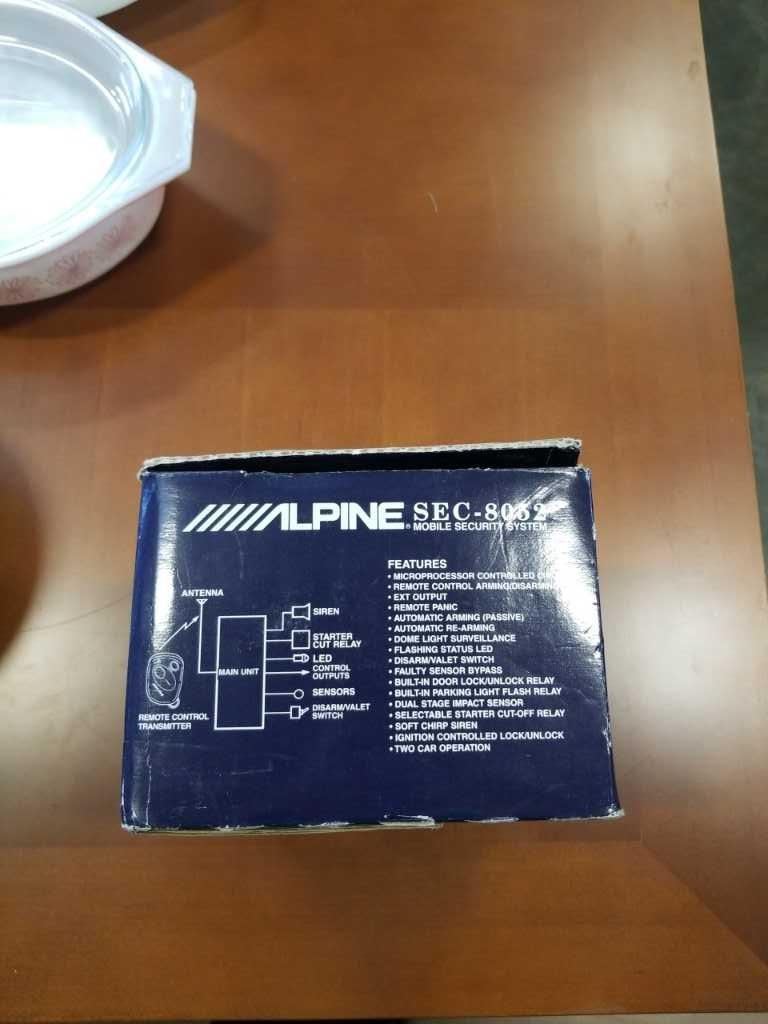 ALPINE®
MOBILE SECURITY SYSTEM
ANTENNA
SIREN
STARTER
CUT RELAY
LED
CONTROL
OUTPUTS
MAIN UNIT
SENSORS
DISARM/VALET
SWITCH
REMOTE CONTROL
TRANSMITTER
FEATURES
• MICROPROCESSOR CONTROLLED
• REMOTE CONTROL ARMING/DISARMING
• EXT OUTPUT
• REMOTE PANIC
• AUTOMATIC ARMING (PASSIVE)
• AUTOMATIC RE-ARMING
• DOME LIGHT SURVEILLANCE
• FLASHING STATUS LED
• DISARM/VALET SWITCH
• FAULTY SENSOR BYPASS
• BUILT-IN DOOR LOCK/UNLOCK RELAY
• BUILT-IN PARKING LIGHT FLASH RELAY
• DUAL STAGE IMPACT SENSOR
• SELECTABLE STARTER CUT-OFF RELAY
• SOFT CHIRP SIREN
• IGNITION CONTROLLED LOCK/UNLOCK
• TWO CAR OPERATION